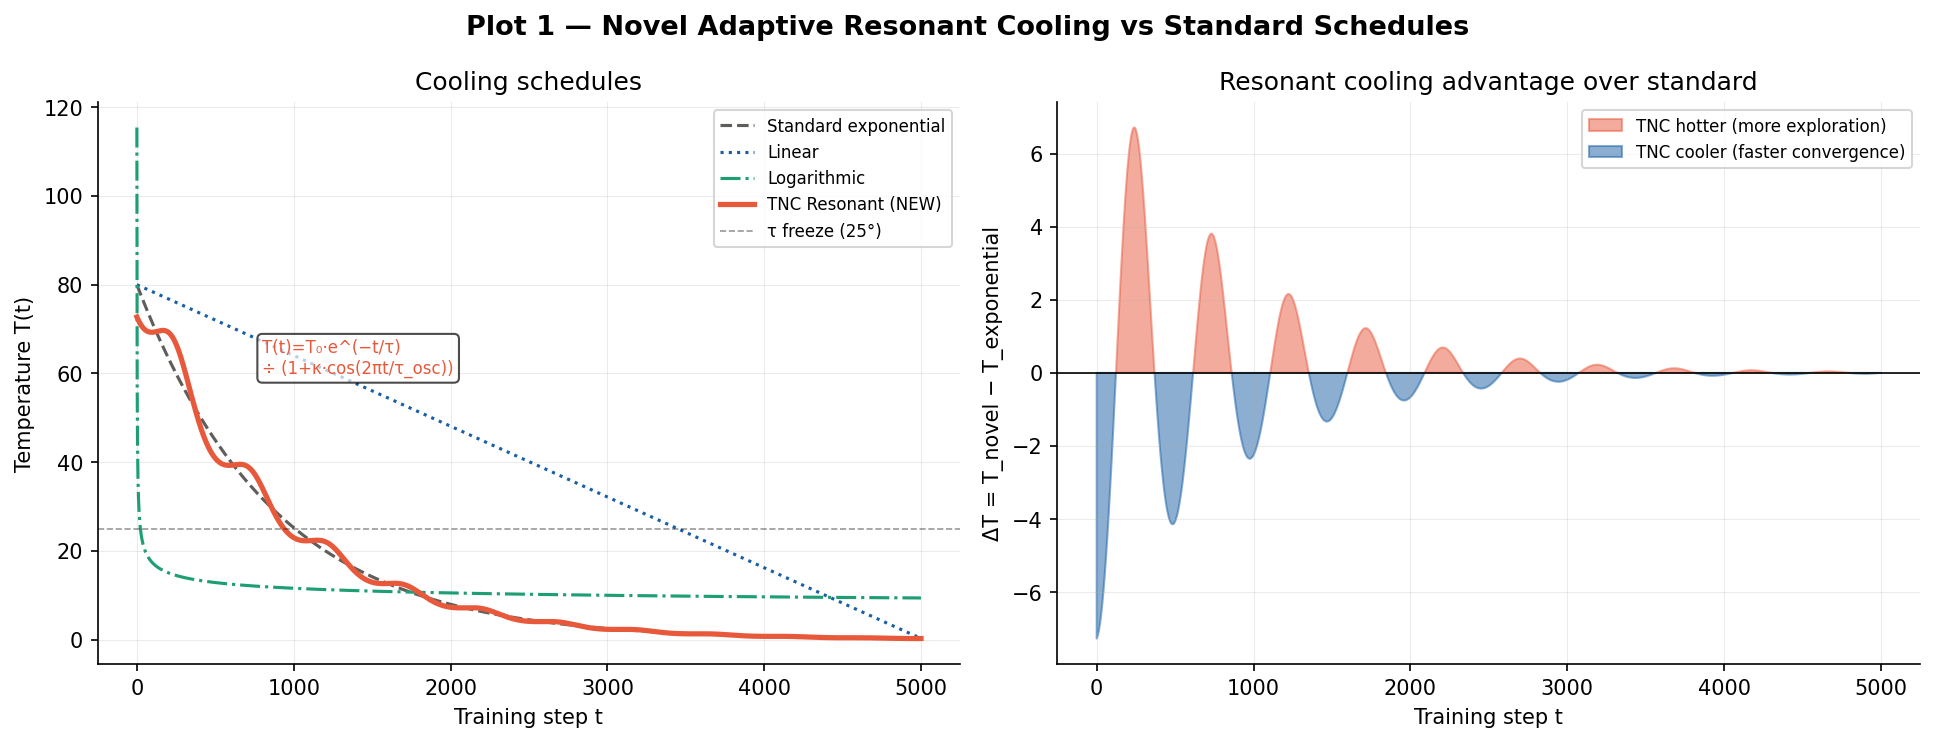 Plot 1 — Novel Adaptive Resonant Cooling vs Standard Schedules
Cooling schedules
Temperature T(t)
120
100
80
60
40
20
0
Standard exponential
Linear
Logarithmic
TNC Resonant (NEW)
τ freeze (25°)
T(t)=T₀·e^(−t/τ)
÷ (1+κ·cos(2πt/τ_osc))
0 1000 2000 3000 4000 5000
Training step t
Resonant cooling advantage over standard
ΔT = T_novel − T_exponential
6
4
2
0
−2
−4
−6
TNC hotter (more exploration)
TNC cooler (faster convergence)
0 1000 2000 3000 4000 5000
Training step t